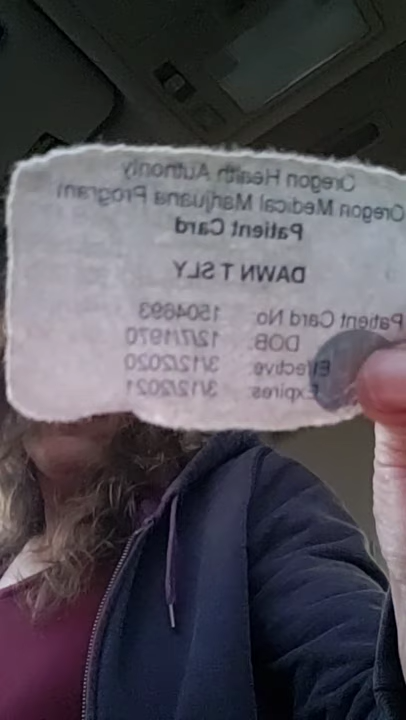 Oregon Health Authority
Oregon Medical Marijuana Program
Patient Card
DAWN T SLY
Patient Card No: 1504693
DOB: 12/7/1970
Effective 3/12/2020
Expires: 3/12/2021